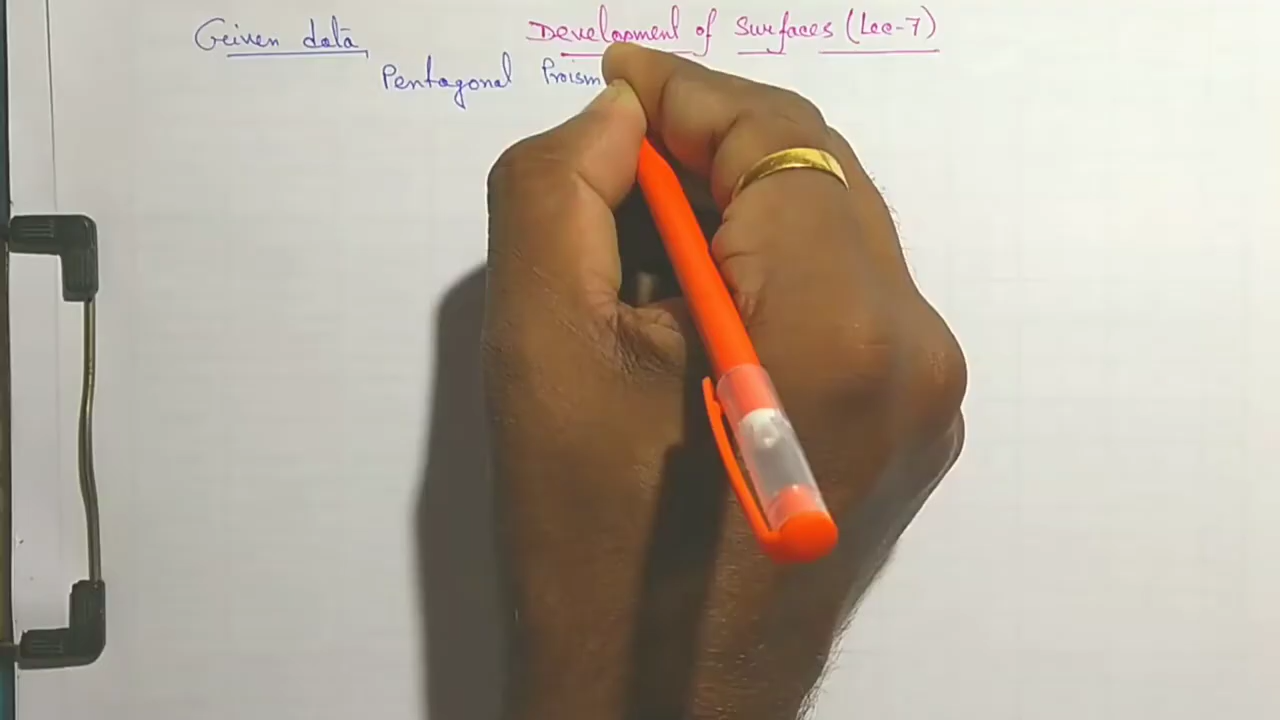 Given data
Development of Surfaces (Lec-7)
Pentagonal Prism